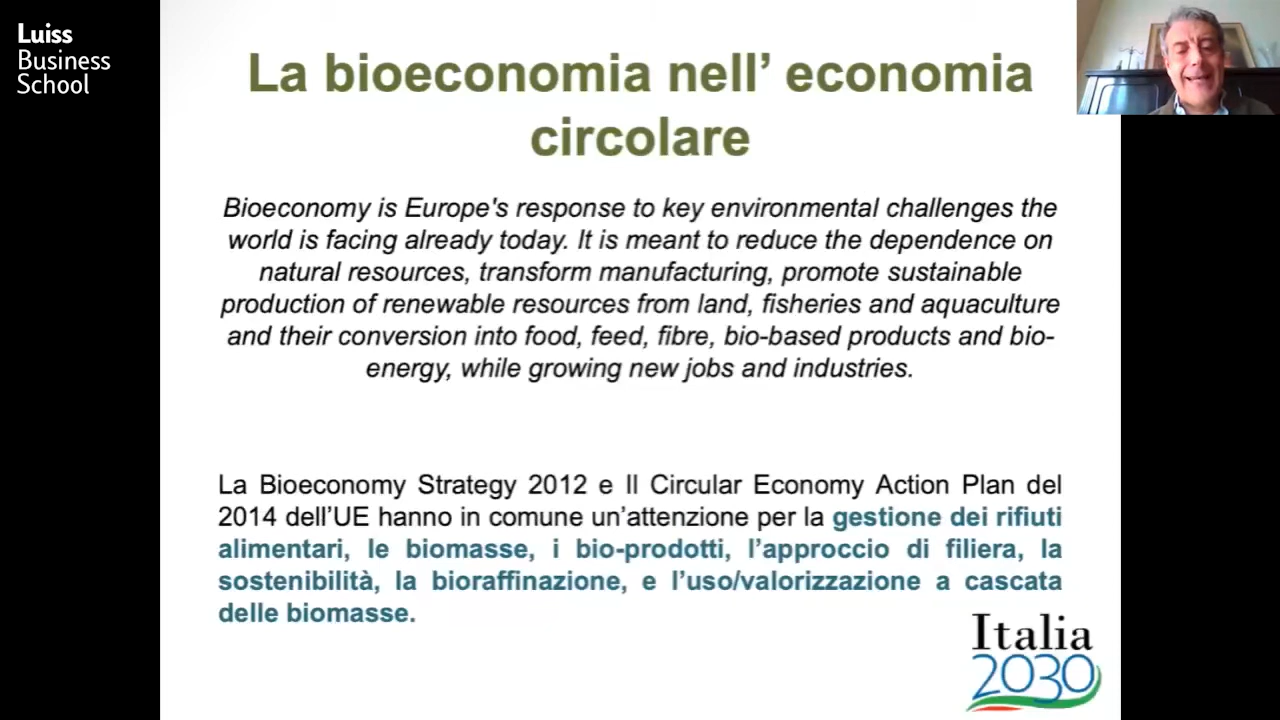 Luiss
Business
School
La bioeconomia nell’ economia
circolare
Bioeconomy is Europe's response to key environmental challenges the
world is facing already today. It is meant to reduce the dependence on
natural resources, transform manufacturing, promote sustainable
production of renewable resources from land, fisheries and aquaculture
and their conversion into food, feed, fibre, bio-based products and bio-
energy, while growing new jobs and industries.
La Bioeconomy Strategy 2012 e Il Circular Economy Action Plan del
2014 dell’UE hanno in comune un’attenzione per la gestione dei rifiuti
alimentari, le biomasse, i bio-prodotti, l’approccio di filiera, la
sostenibilità, la bioraffinazione, e l’uso/valorizzazione a cascata
delle biomasse.
Italia
2030